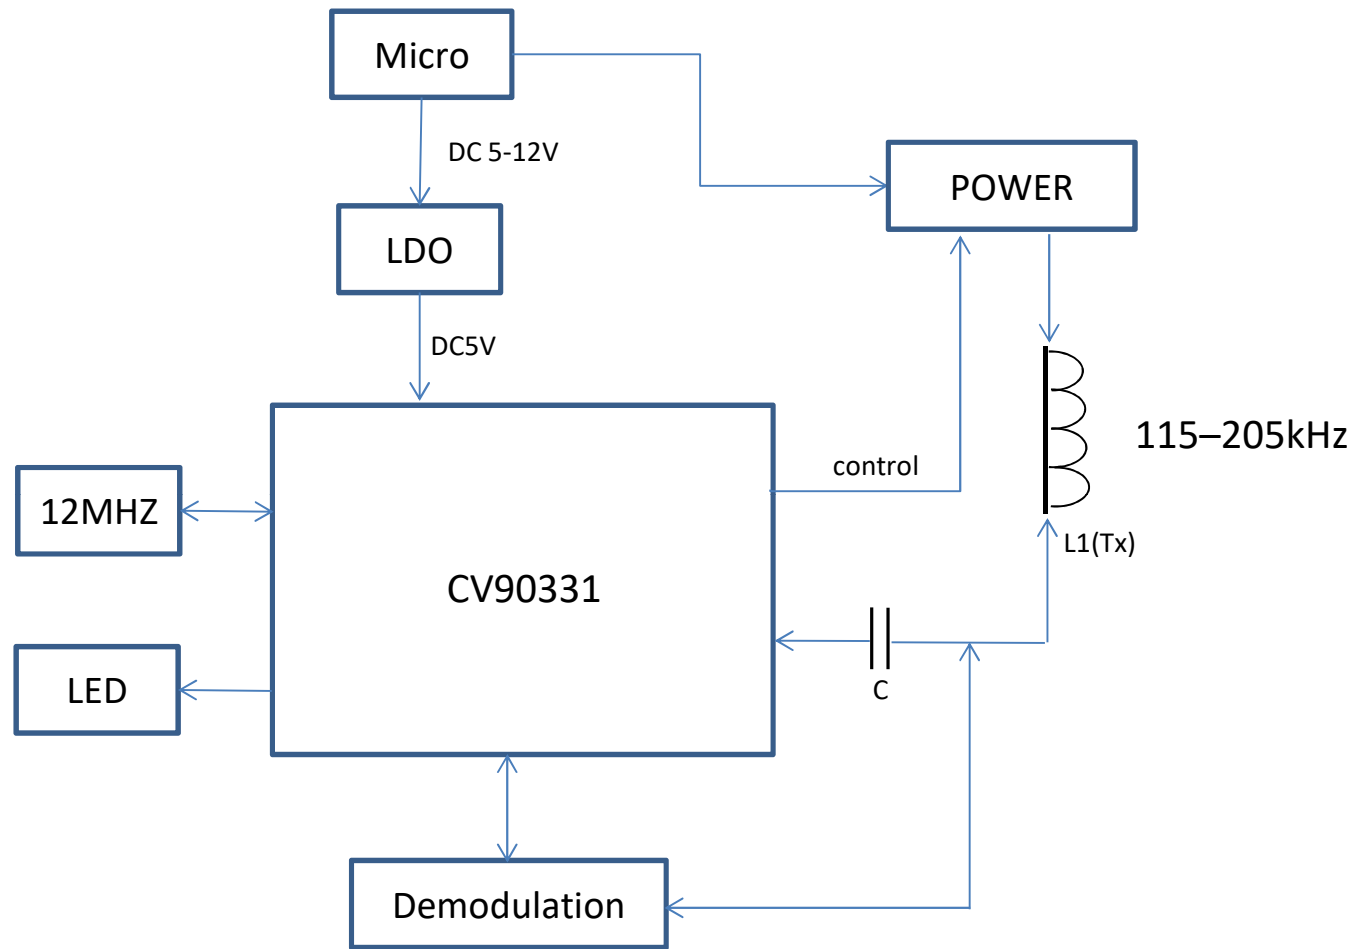 Micro
DC 5-12V
POWER
LDO
DC5V
115–205kHz
control
12MHZ
L1(Tx)
CV90331
LED
C
Demodulation